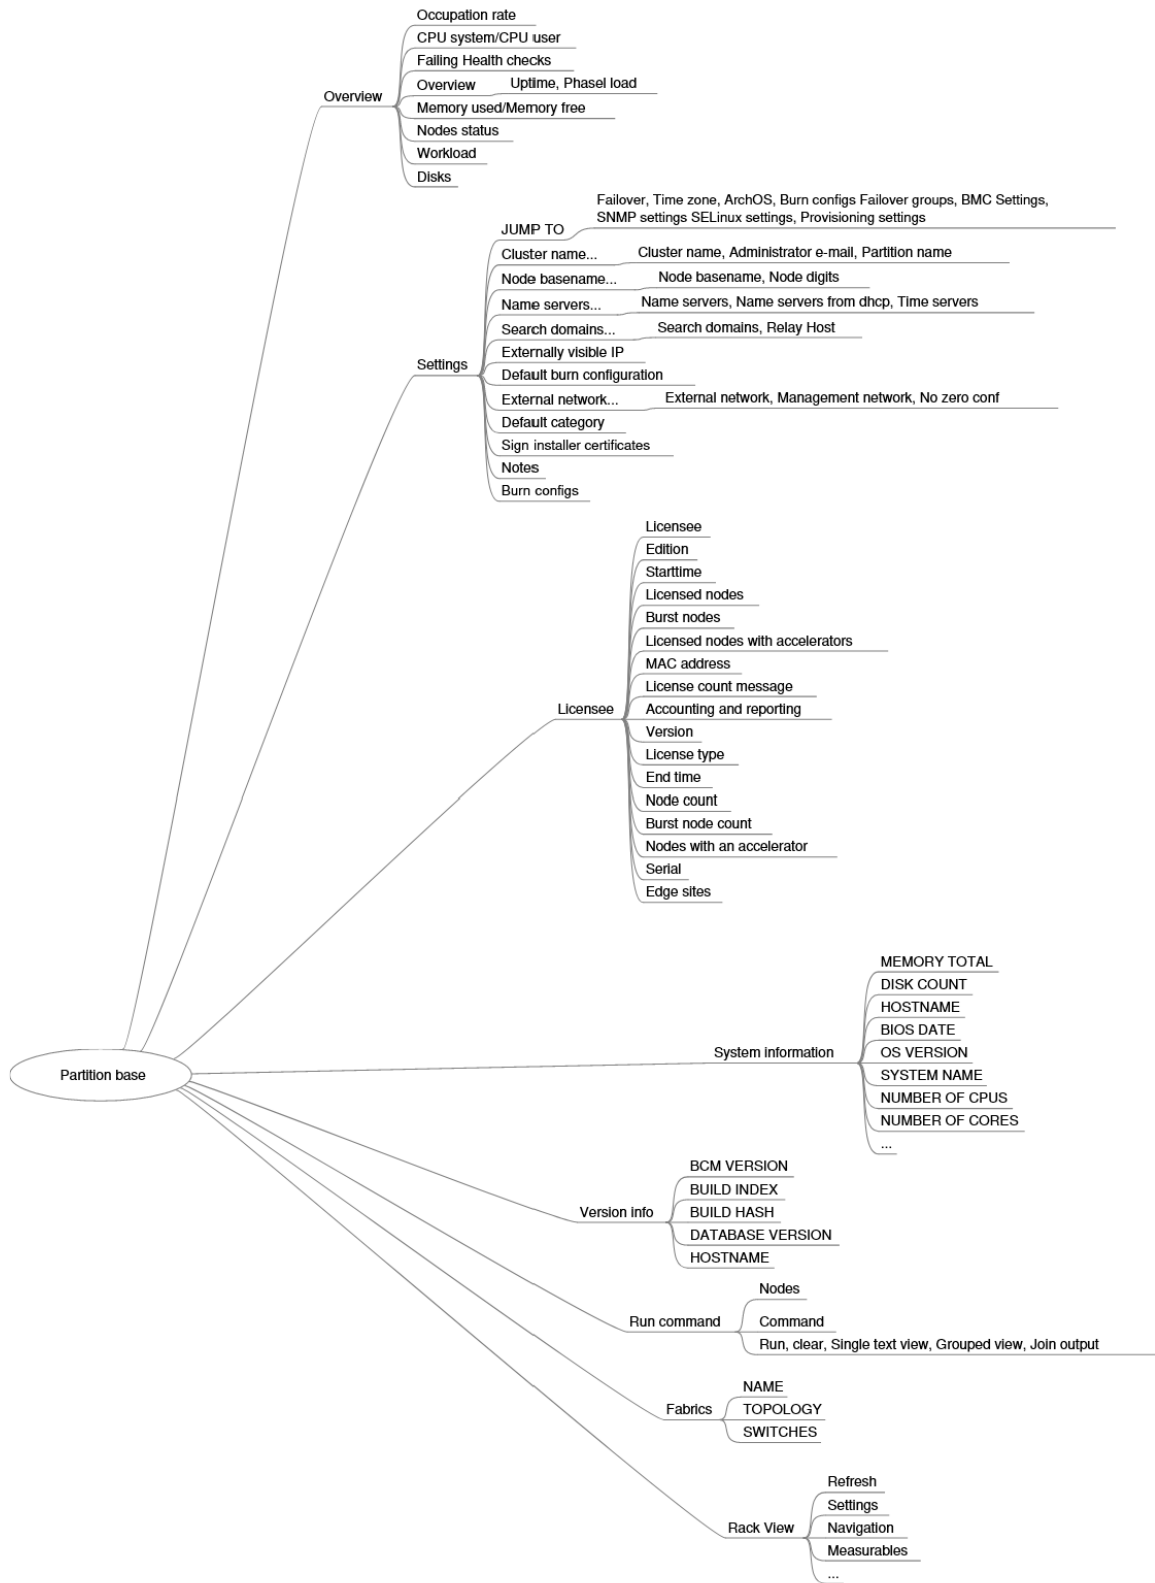 Occupation rate
CPU system/CPU user
Failing Health checks
Overview
Uptime, Phasel load
Overview
Memory used/Memory free
Nodes status
Workload
Disks
Failover, Time zone, ArchOS, Burn configs Failover groups, BMC Settings,
SNMP settings SELinux settings, Provisioning settings
JUMP TO
Cluster name...
Cluster name, Administrator e-mail, Partition name
Node basename...
Node basename, Node digits
Name servers...
Name servers, Name servers from dhcp, Time servers
Search domains...
Search domains, Relay Host
Externally visible IP
Settings
Default burn configuration
External network...
External network, Management network, No zero conf
Default category
Sign installer certificates
Notes
Burn configs
Licensee
Edition
Starttime
Licensed nodes
Burst nodes
Licensed nodes with accelerators
MAC address
License count message
Licensee
Accounting and reporting
Version
License type
End time
Node count
Burst node count
Nodes with an accelerator
Serial
Edge sites
MEMORY TOTAL
DISK COUNT
HOSTNAME
BIOS DATE
System information
OS VERSION
SYSTEM NAME
NUMBER OF CPUS
NUMBER OF CORES
...
Partition base
BCM VERSION
BUILD INDEX
Version info
BUILD HASH
DATABASE VERSION
HOSTNAME
Nodes
Run command
Command
Run, clear, Single text view, Grouped view, Join output
NAME
Fabrics
TOPOLOGY
SWITCHES
Refresh
Settings
Rack View
Navigation
Measurables
...